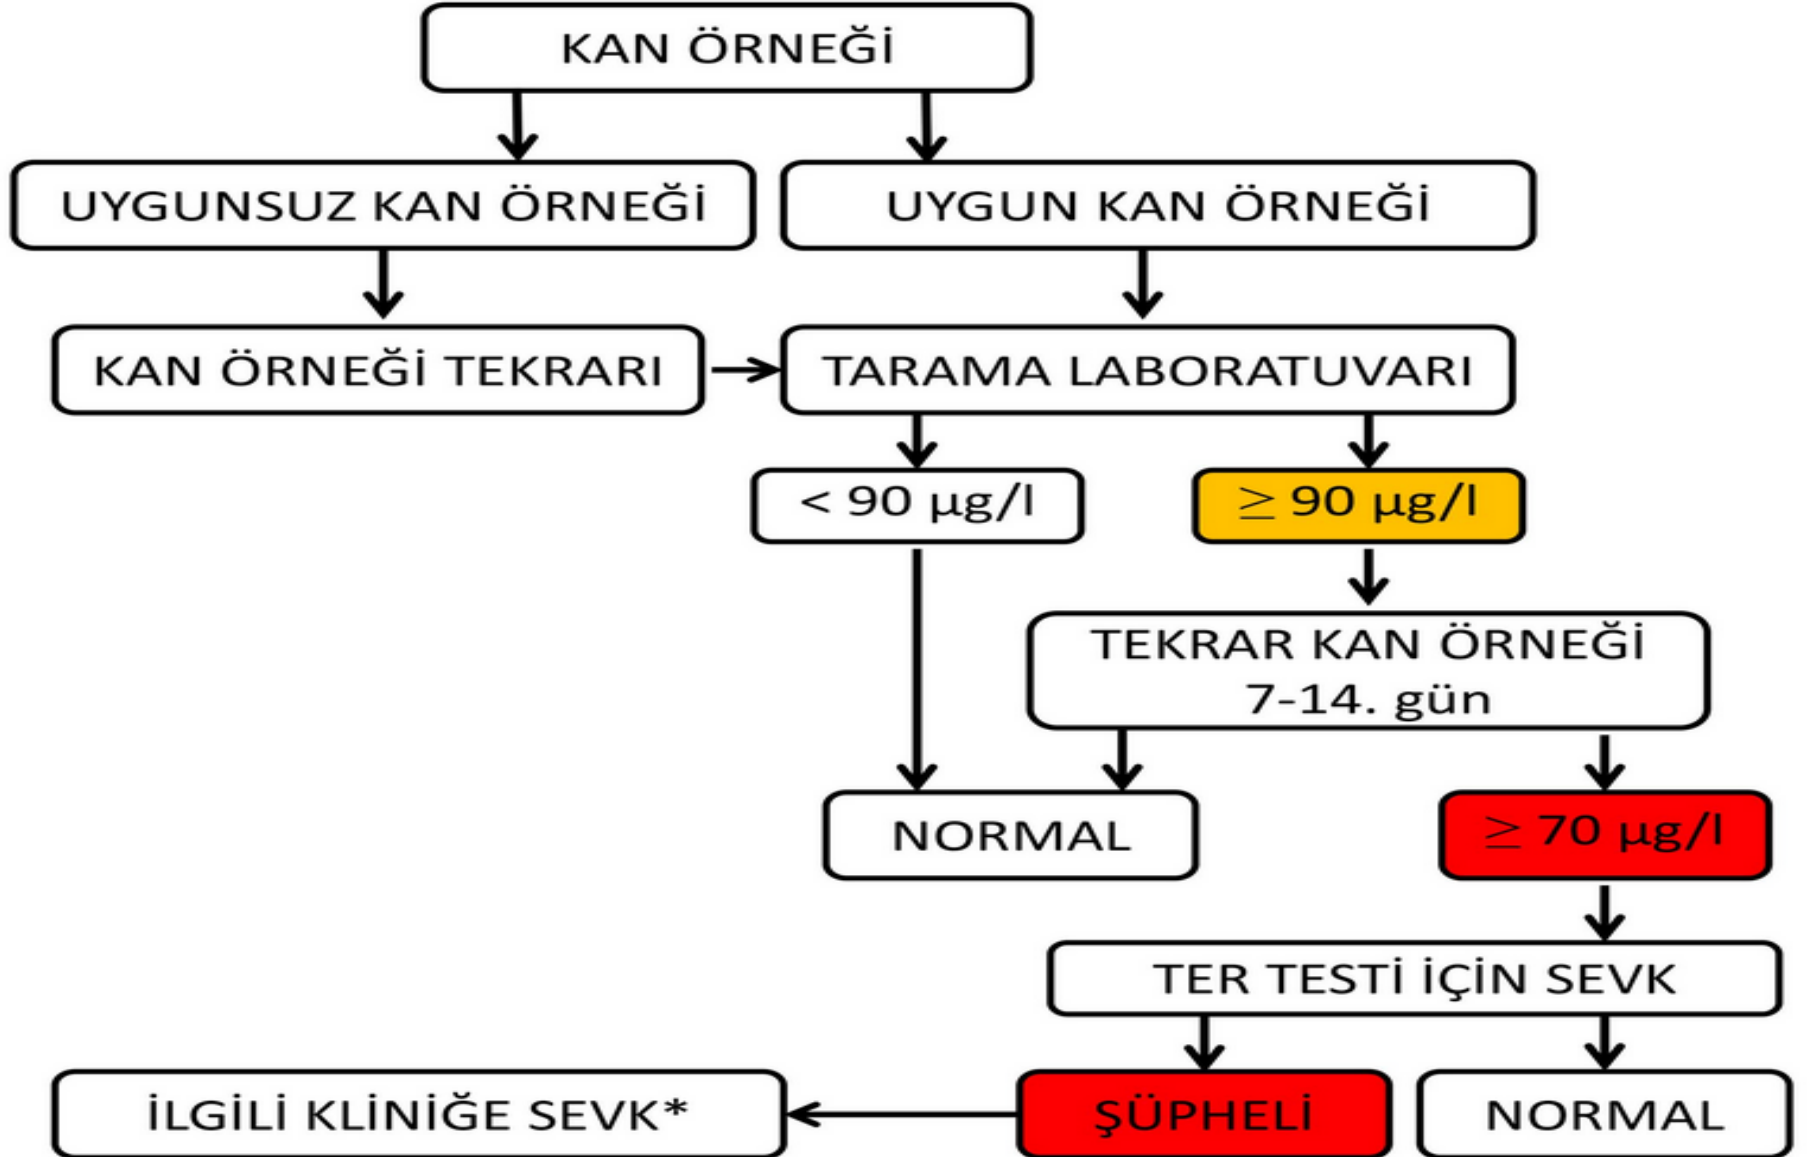 KAN ÖRNEĞİ
UYGUNSUZ KAN ÖRNEĞİ
UYGUN KAN ÖRNEĞİ
KAN ÖRNEĞİ TEKRARI
TARAMA LABORATUVARI
< 90 µg/l
≥ 90 µg/l
TEKRAR KAN ÖRNEĞİ
7-14. gün
NORMAL
≥ 70 µg/l
TER TESTİ İÇİN SEVK
İLGİLİ KLİNİĞE SEVK*
ŞÜPHELİ
NORMAL